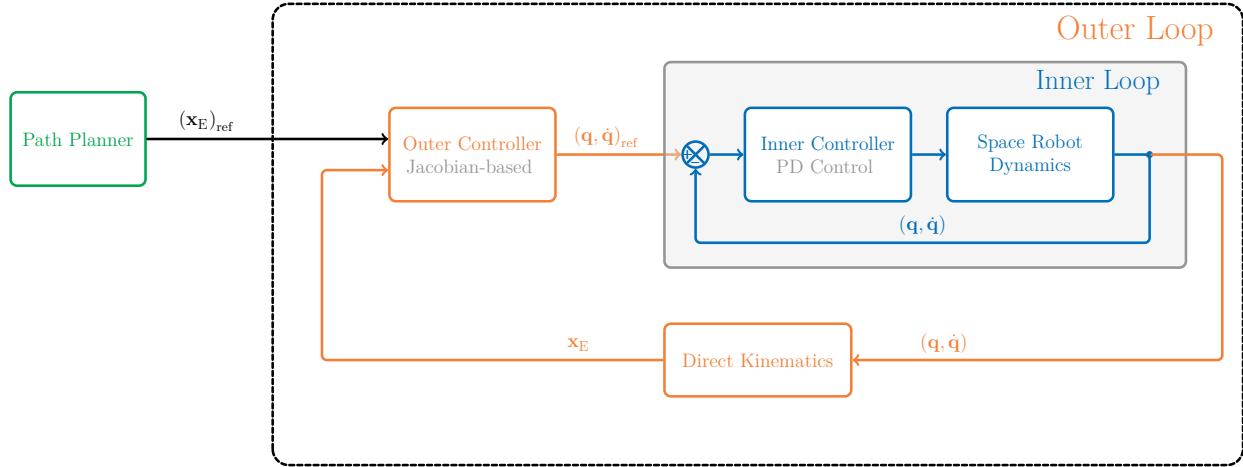 Outer Loop
Inner Loop
Path Planner
(x_E)_ref
Outer Controller
Jacobian-based
(q, q̇)_ref
+
−
Inner Controller
PD Control
Space Robot
Dynamics
(q, q̇)
x_E
Direct Kinematics
(q, q̇)